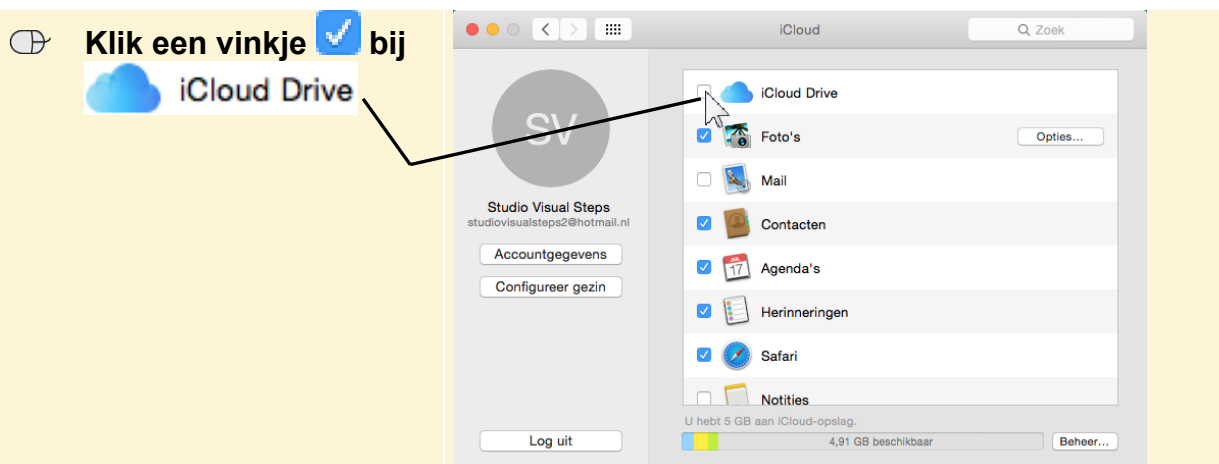 Klik een vinkje bij
iCloud Drive
iCloud
Zoek
SV
Studio Visual Steps
studiovisualsteps2@hotmail.nl
Accountgegevens
Configureer gezin
Log uit
iCloud Drive
Foto's
Opties...
Mail
Contacten
JUL
17
Agenda's
Herinneringen
Safari
Notities
U hebt 5 GB aan iCloud-opslag.
4,91 GB beschikbaar
Beheer...